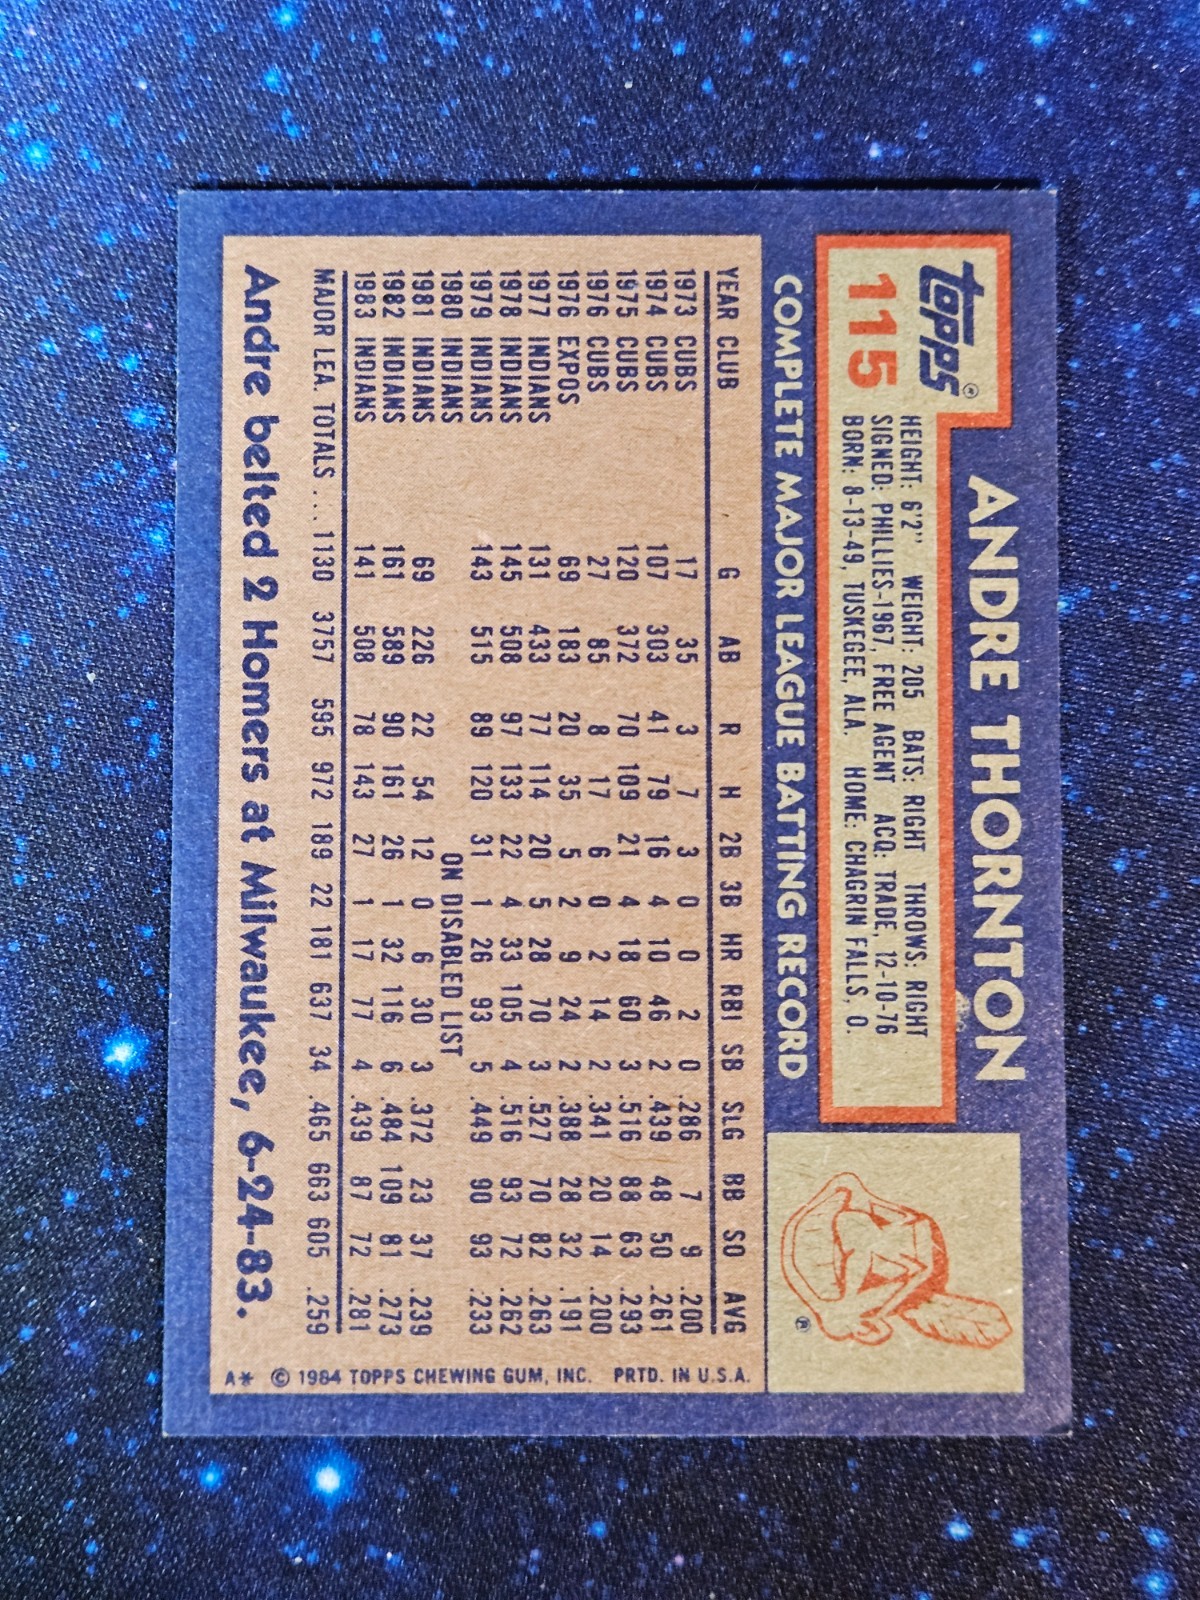 topps®
115
ANDRE THORNTON
HEIGHT: 6'2" WEIGHT: 205 BATS: RIGHT THROWS: RIGHT
SIGNED: PHILLIES-1967, FREE AGENT ACQ: TRADE, 12-10-76
BORN: 8-13-49, TUSKEGEE, ALA. HOME: CHAGRIN FALLS, O.
®
COMPLETE MAJOR LEAGUE BATTING RECORD
YEAR CLUB G AB R H 2B 3B HR RBI SB SLG BB SO AVG
1973 CUBS 17 35 3 7 3 0 0 2 0 .286 7 9 .200
1974 CUBS 107 303 41 79 16 4 10 46 2 .439 48 50 .261
1975 CUBS 120 372 70 109 21 4 18 60 3 .516 88 63 .293
1976 CUBS 27 85 8 17 6 0 2 14 2 .341 20 14 .200
1976 EXPOS 69 183 20 35 5 2 9 24 2 .388 28 32 .191
1977 INDIANS 131 433 77 114 20 5 28 70 3 .527 70 82 .263
1978 INDIANS 145 508 97 133 22 4 33 105 4 .516 93 72 .262
1979 INDIANS 143 515 89 120 31 1 26 93 5 .449 90 93 .233
1980 INDIANS ON DISABLED LIST
1981 INDIANS 69 226 22 54 12 0 6 30 3 .372 23 37 .239
1982 INDIANS 161 589 90 161 26 1 32 116 6 .484 109 81 .273
1983 INDIANS 141 508 78 143 27 1 17 77 4 .439 87 72 .281
MAJOR LEA. TOTALS ... 1130 3757 595 972 189 22 181 637 34 .465 663 605 .259
Andre belted 2 Homers at Milwaukee, 6-24-83.
A* © 1984 TOPPS CHEWING GUM, INC. PRTD. IN U.S.A.